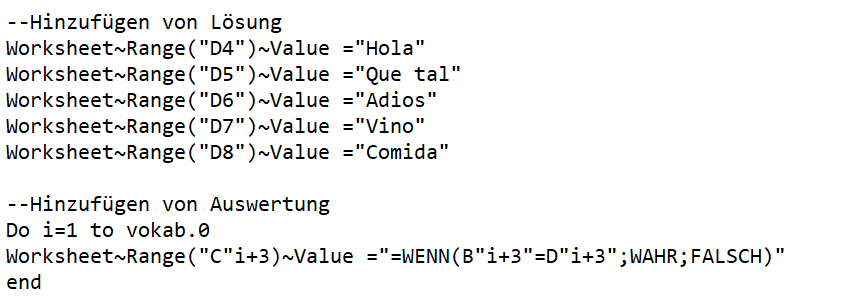 --Hinzufügen von Lösung
Worksheet~Range("D4")~Value ="Hola"
Worksheet~Range("D5")~Value ="Que tal"
Worksheet~Range("D6")~Value ="Adios"
Worksheet~Range("D7")~Value ="Vino"
Worksheet~Range("D8")~Value ="Comida"

--Hinzufügen von Auswertung
Do i=1 to vokab.0
Worksheet~Range("C"i+3)~Value ="=WENN(B"i+3"=D"i+3";WAHR;FALSCH)"
end